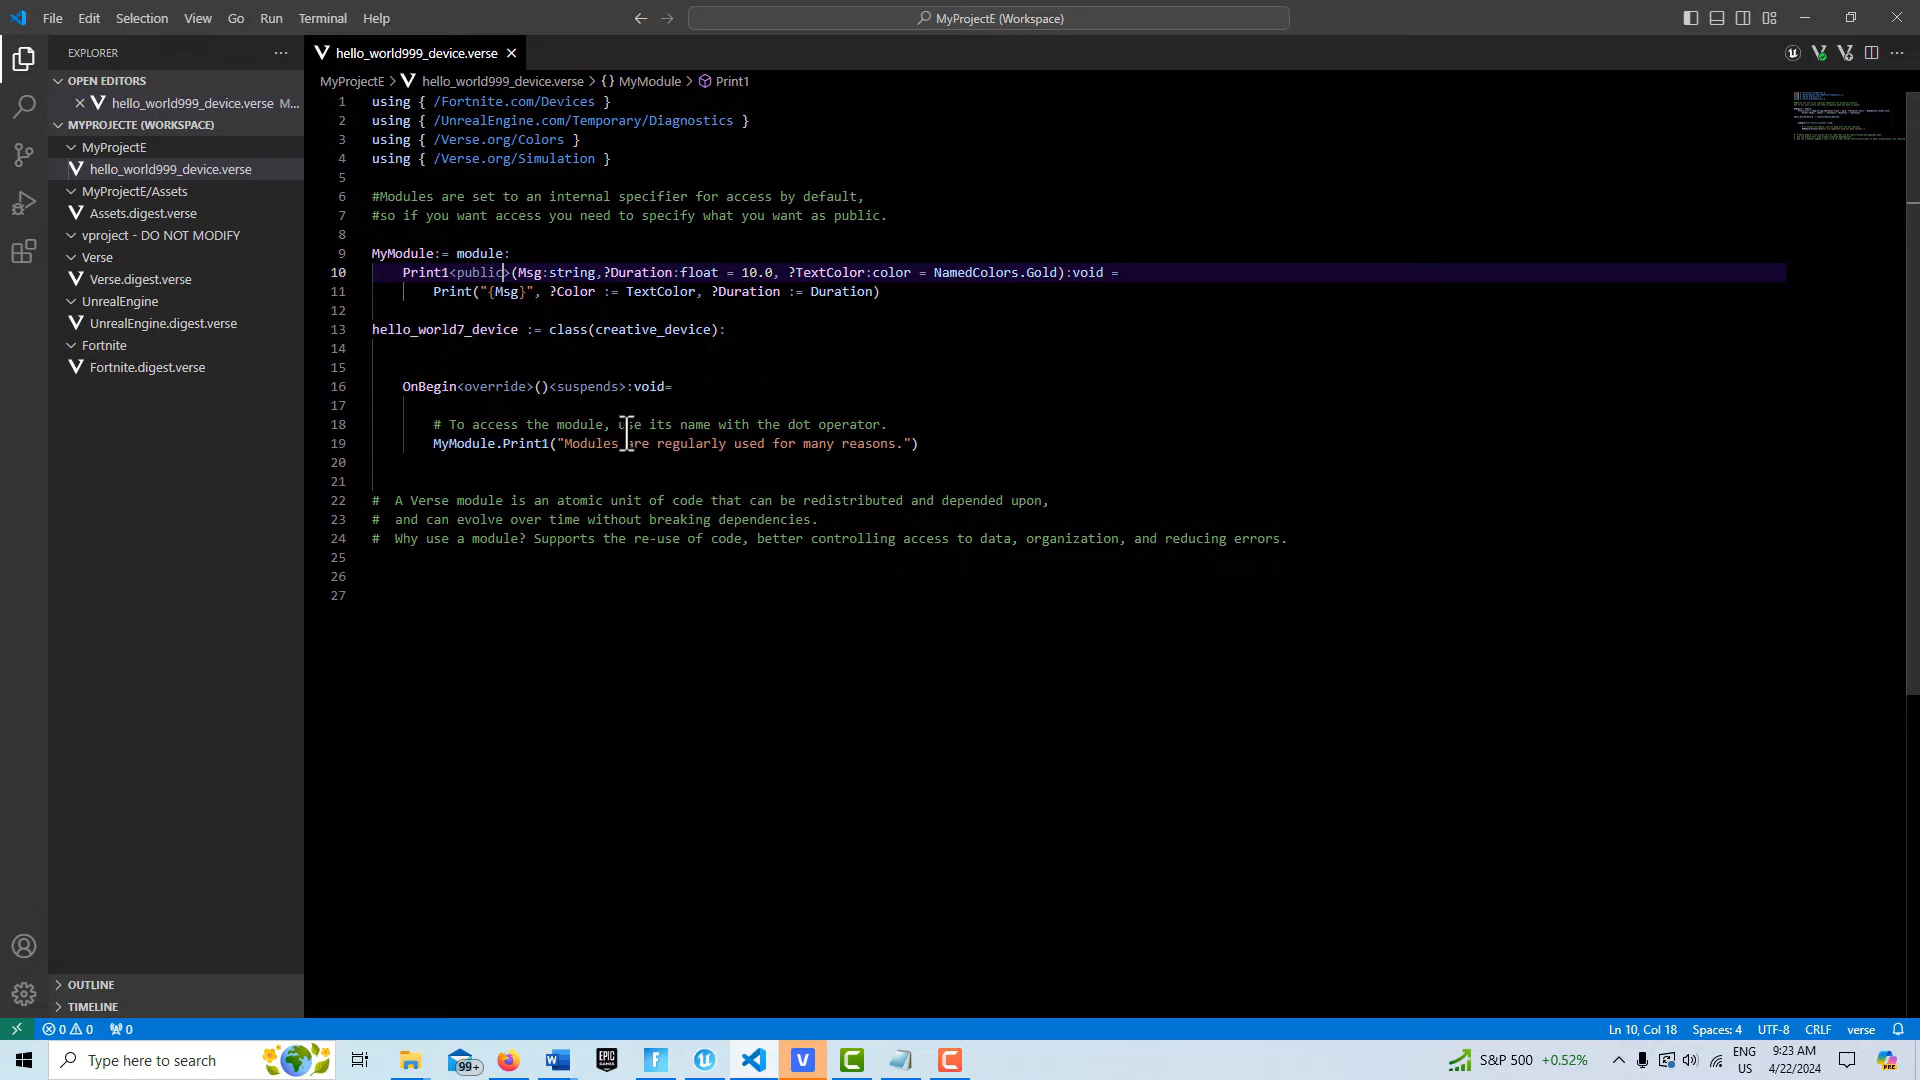 File Edit Selection View Go Run Terminal Help
MyProjectE (Workspace)
EXPLORER
OPEN EDITORS
hello_world999_device.verse M...
MYPROJECTE (WORKSPACE)
MyProjectE
hello_world999_device.verse
MyProjectE/Assets
Assets.digest.verse
vproject - DO NOT MODIFY
Verse
Verse.digest.verse
UnrealEngine
UnrealEngine.digest.verse
Fortnite
Fortnite.digest.verse
OUTLINE
TIMELINE
hello_world999_device.verse
MyProjectE > hello_world999_device.verse > {} MyModule > Print1
1 using { /Fortnite.com/Devices }
2 using { /UnrealEngine.com/Temporary/Diagnostics }
3 using { /Verse.org/Colors }
4 using { /Verse.org/Simulation }
5
6 #Modules are set to an internal specifier for access by default,
7 #so if you want access you need to specify what you want as public.
8
9 MyModule:= module:
10 Print1<public>(Msg:string,?Duration:float = 10.0, ?TextColor:color = NamedColors.Gold):void =
11 Print("{Msg}", ?Color := TextColor, ?Duration := Duration)
12
13 hello_world7_device := class(creative_device):
14
15
16 OnBegin<override>()<suspends>:void=
17
18 # To access the module, use its name with the dot operator.
19 MyModule.Print1("Modules are regularly used for many reasons.")
20
21
22 # A Verse module is an atomic unit of code that can be redistributed and depended upon,
23 # and can evolve over time without breaking dependencies.
24 # Why use a module? Supports the re-use of code, better controlling access to data, organization, and reducing errors.
25
26
27
0 0 0
Ln 10, Col 18 Spaces: 4 UTF-8 CRLF verse
Type here to search
99+
EPIC GAMES
S&P 500 +0.52%
ENG US
9:23 AM
4/22/2024
PRE